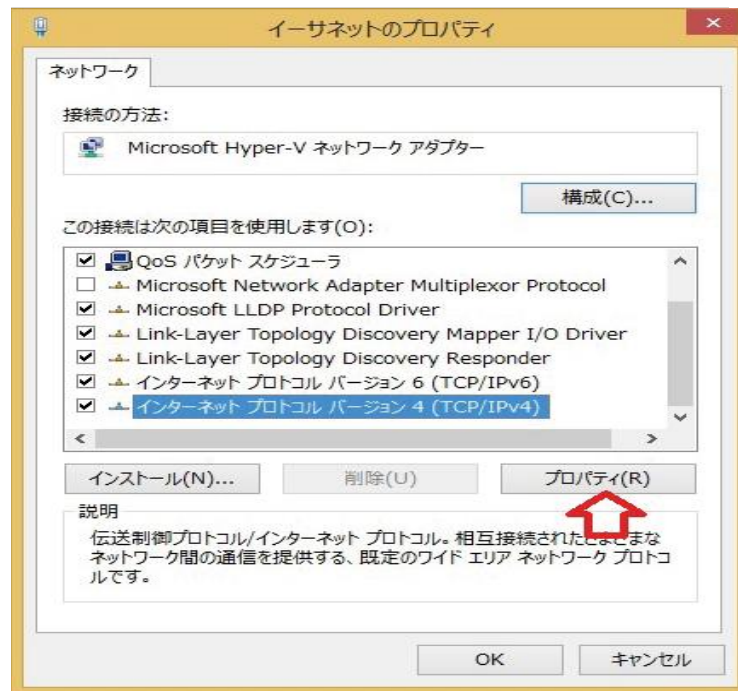 イーサネットのプロパティ
ネットワーク
接続の方法:
Microsoft Hyper-V ネットワーク アダプター
構成(C)...
この接続は次の項目を使用します(O):
QoS パケット スケジューラ
Microsoft Network Adapter Multiplexor Protocol
Microsoft LLDP Protocol Driver
Link-Layer Topology Discovery Mapper I/O Driver
Link-Layer Topology Discovery Responder
インターネット プロトコル バージョン 6 (TCP/IPv6)
インターネット プロトコル バージョン 4 (TCP/IPv4)
インストール(N)...
削除(U)
プロパティ(R)
説明
伝送制御プロトコル/インターネット プロトコル。相互接続されたさまざまな
ネットワーク間の通信を提供する、既定のワイド エリア ネットワーク プロトコ
ルです。
OK
キャンセル